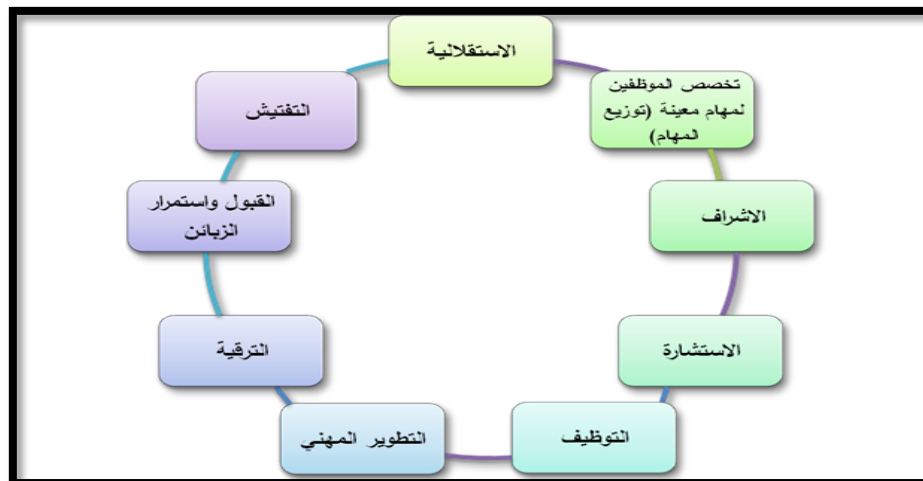 الاستقلالية
تخصص الموظفين
لمهام معينة (توزيع
المهام)
الاشراف
الاستشارة
التوظيف
التطوير المهني
الترقية
القبول واستمرار
الزبائن
التفتيش